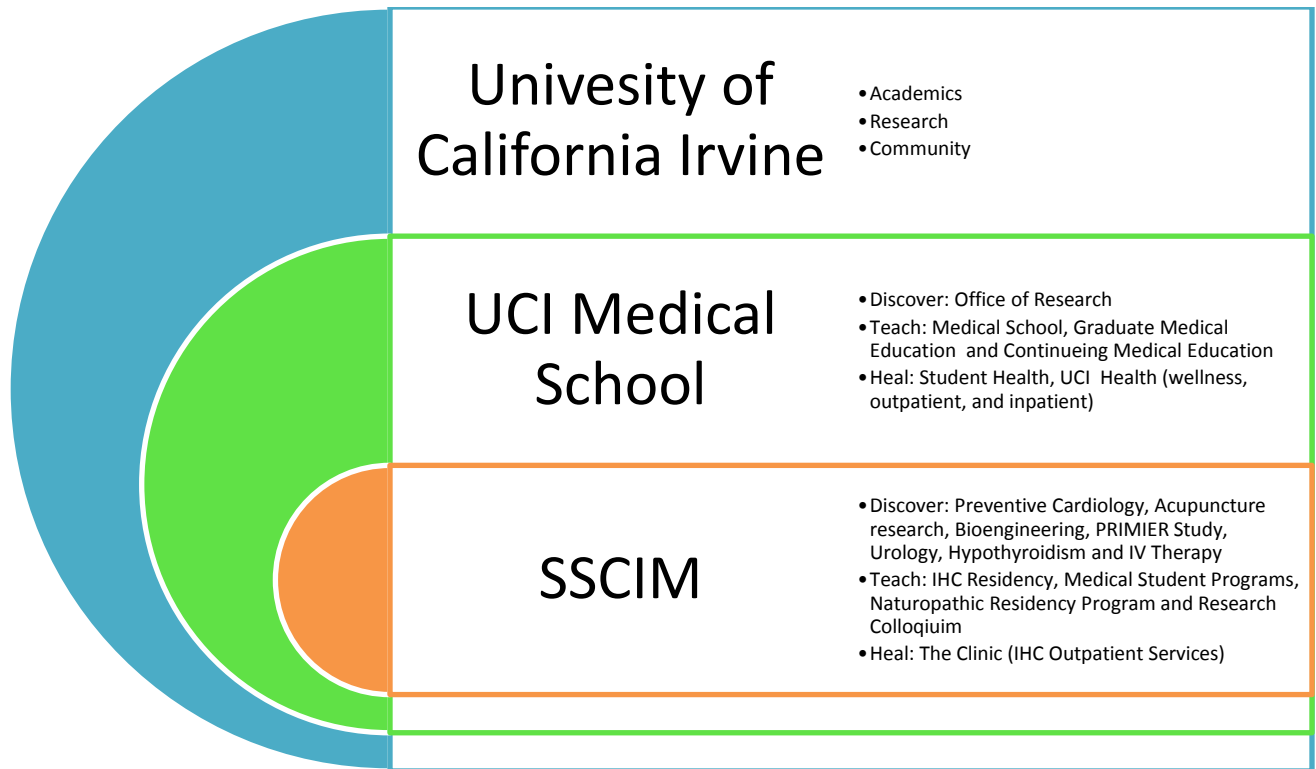 Univesity of
California Irvine
•Academics
•Research
•Community
UCI Medical
School
•Discover: Office of Research
•Teach: Medical School, Graduate Medical
Education and Continueing Medical Education
•Heal: Student Health, UCI Health (wellness,
outpatient, and inpatient)
SSCIM
•Discover: Preventive Cardiology, Acupuncture
research, Bioengineering, PRIMIER Study,
Urology, Hypothyroidism and IV Therapy
•Teach: IHC Residency, Medical Student Programs,
Naturopathic Residency Program and Research
Colloqiuim
•Heal: The Clinic (IHC Outpatient Services)